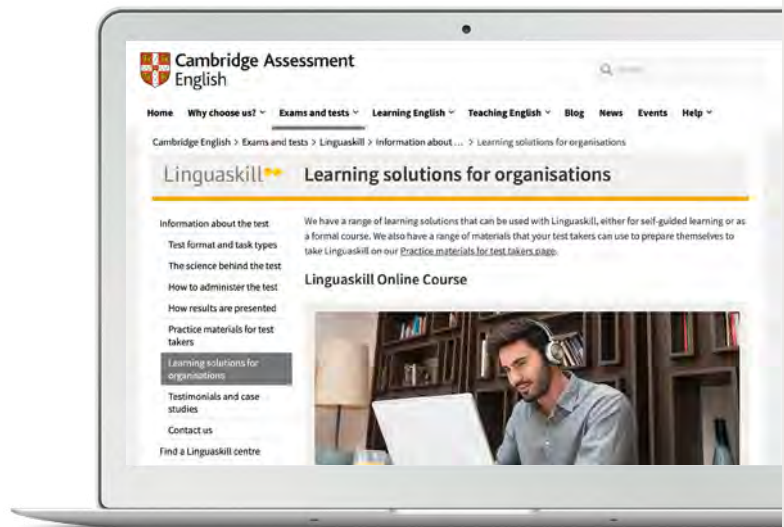 Cambridge Assessment
English
Home Why choose us? Exams and tests Learning English Teaching English Blog News Events Help
Cambridge English > Exams and tests > Linguaskill > Information about ... > Learning solutions for organisations
Linguaskill
Learning solutions for organisations
Information about the test
Test format and task types
The science behind the test
How to administer the test
How results are presented
Practice materials for test
takers
Learning solutions for
organisations
Testimonials and case
studies
Contact us
Find a Linguaskill centre
We have a range of learning solutions that can be used with Linguaskill, either for self-guided learning or as
a formal course. We also have a range of materials that your test takers can use to prepare themselves to
take Linguaskill on our Practice materials for test takers page.
Linguaskill Online Course